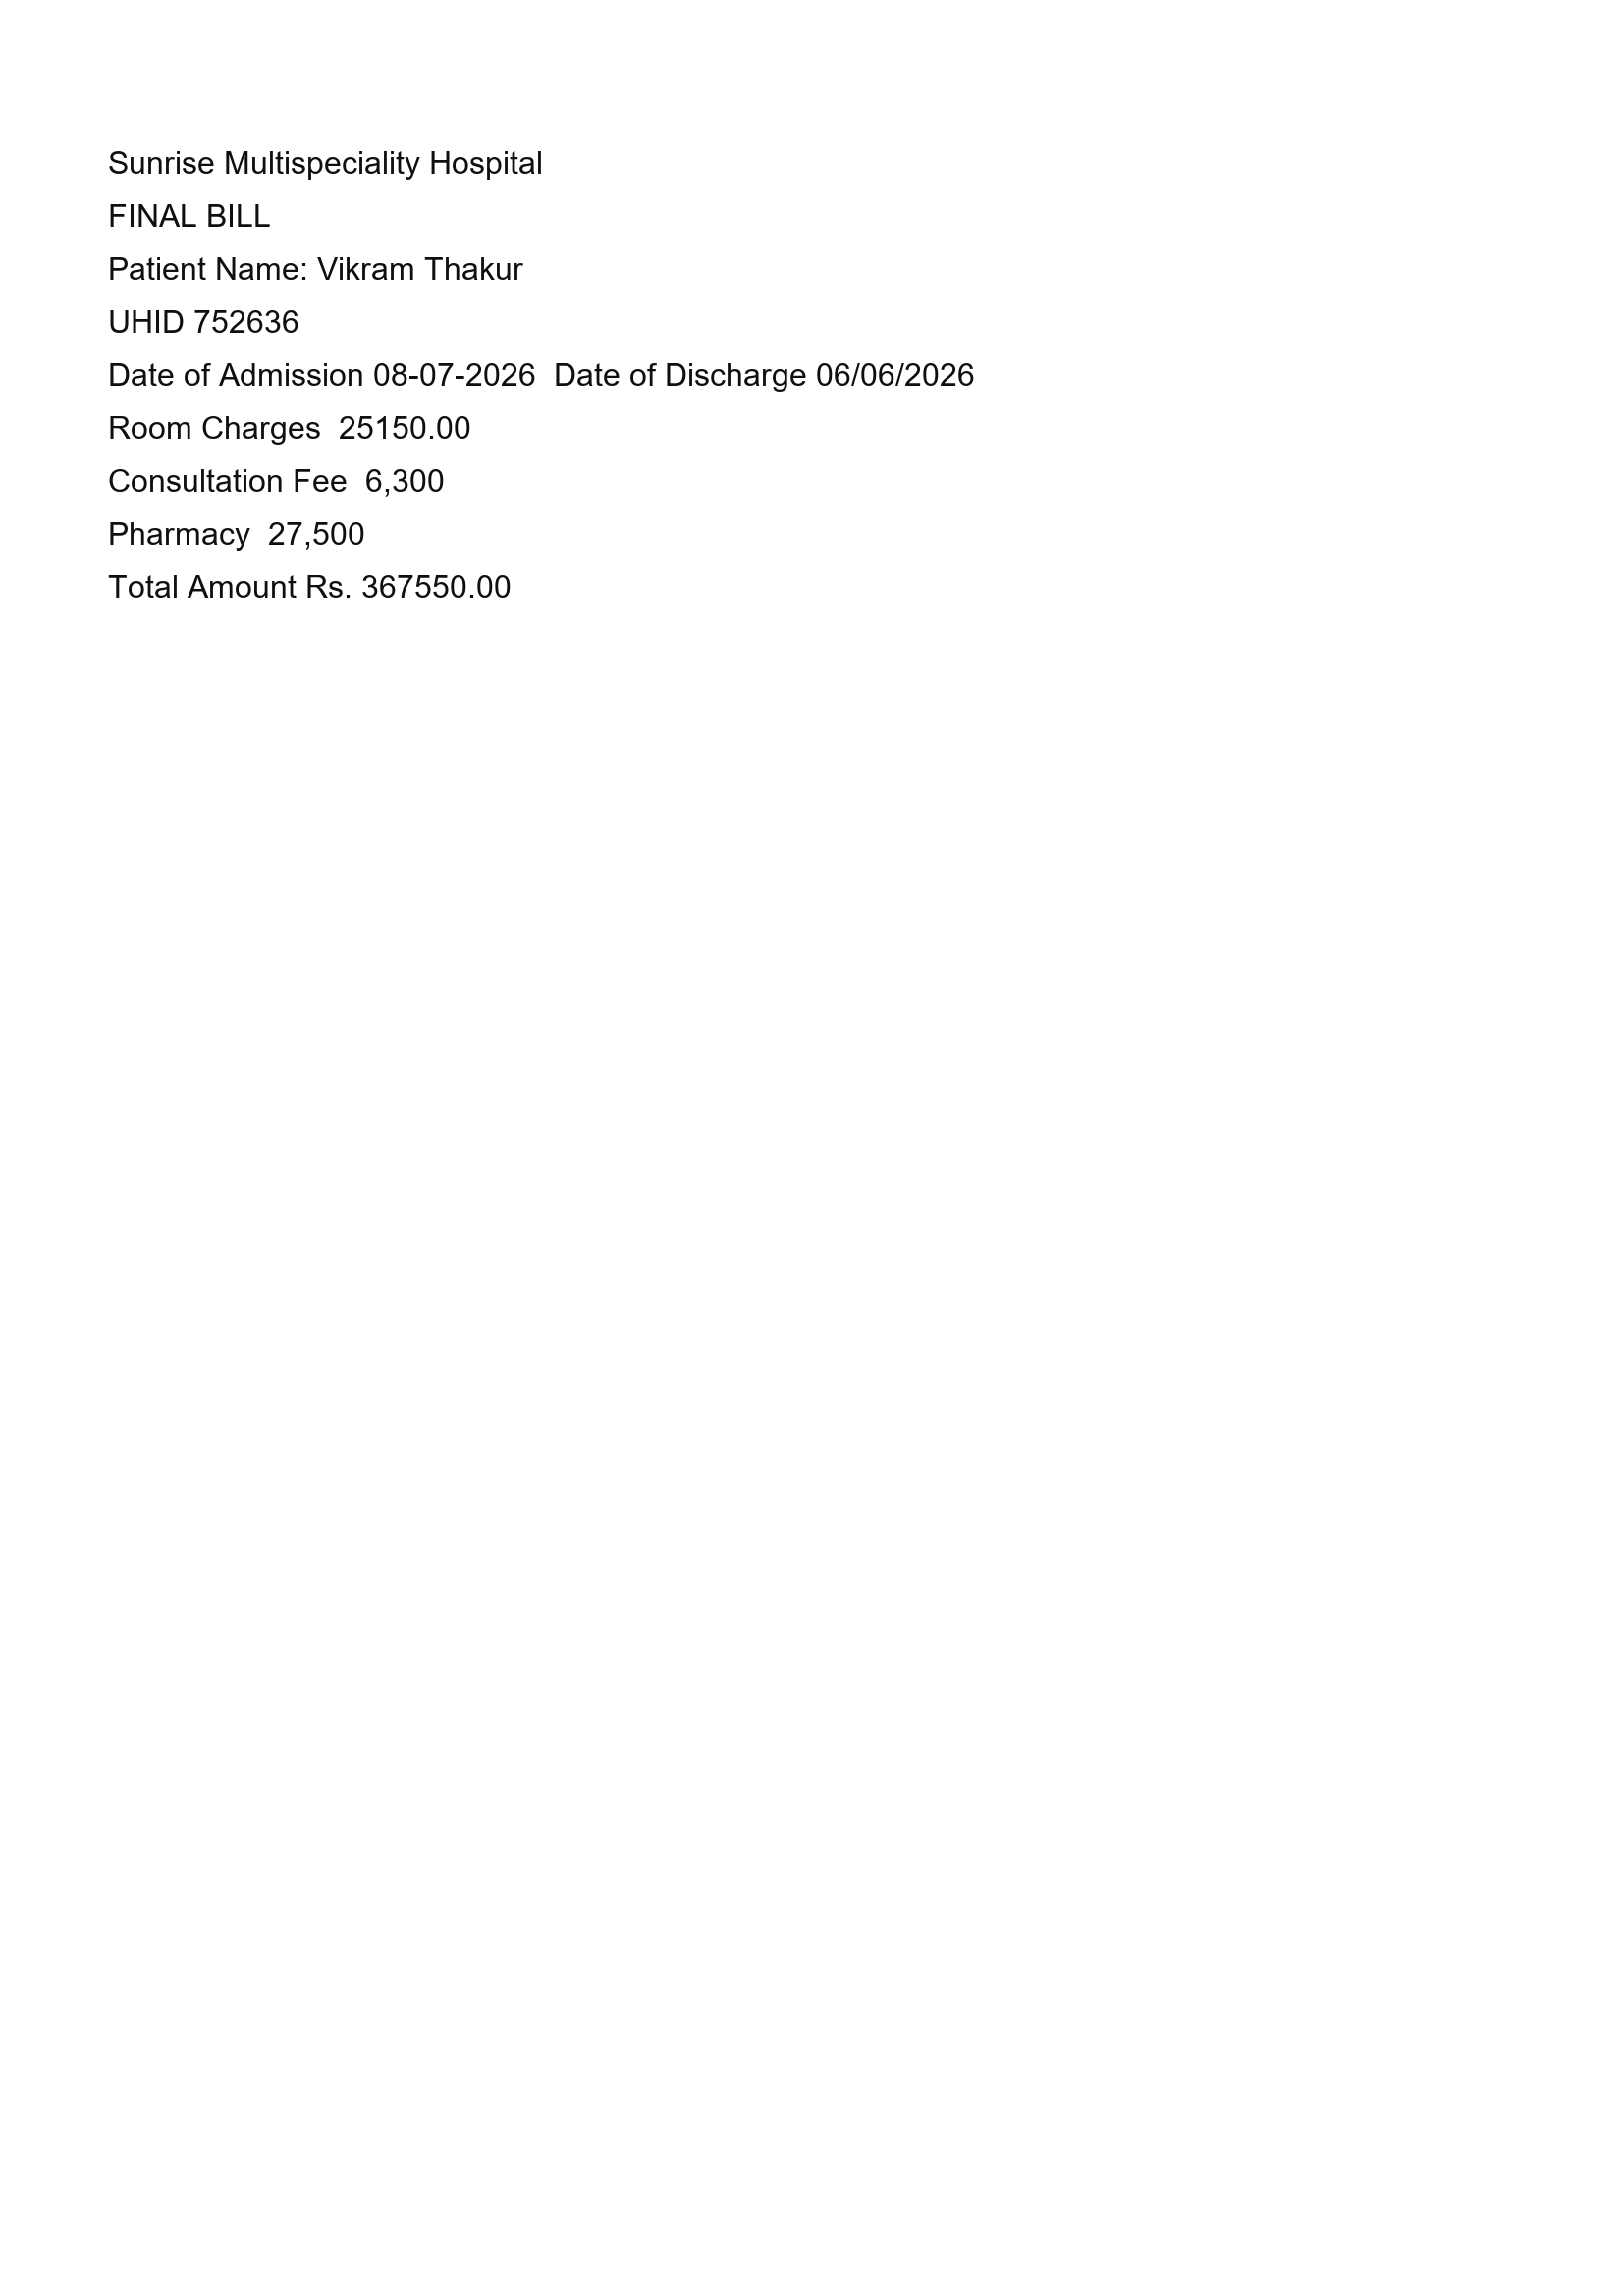 Sunrise Multispeciality Hospital
FINAL BILL
Patient Name: Vikram Thakur
UHID 752636
Date of Admission 08-07-2026  Date of Discharge 06/06/2026
Room Charges  25150.00
Consultation Fee  6,300
Pharmacy  27,500
Total Amount Rs. 367550.00